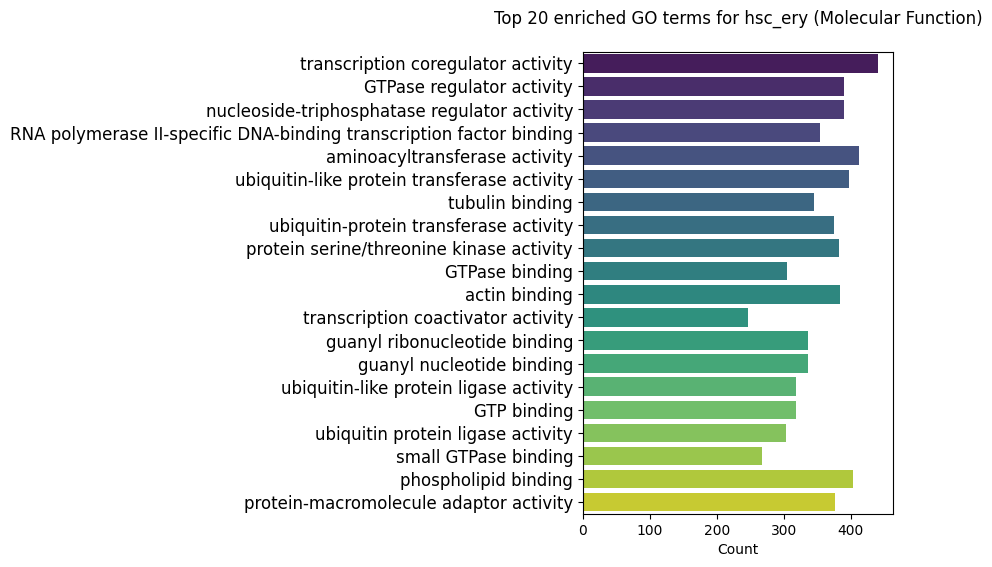 Top 20 enriched GO terms for hsc_ery (Molecular Function)
transcription coregulator activity
GTPase regulator activity
nucleoside-triphosphatase regulator activity
RNA polymerase II-specific DNA-binding transcription factor binding
aminoacyltransferase activity
ubiquitin-like protein transferase activity
tubulin binding
ubiquitin-protein transferase activity
protein serine/threonine kinase activity
GTPase binding
actin binding
transcription coactivator activity
guanyl ribonucleotide binding
guanyl nucleotide binding
ubiquitin-like protein ligase activity
GTP binding
ubiquitin protein ligase activity
small GTPase binding
phospholipid binding
protein-macromolecule adaptor activity
0 100 200 300 400
Count